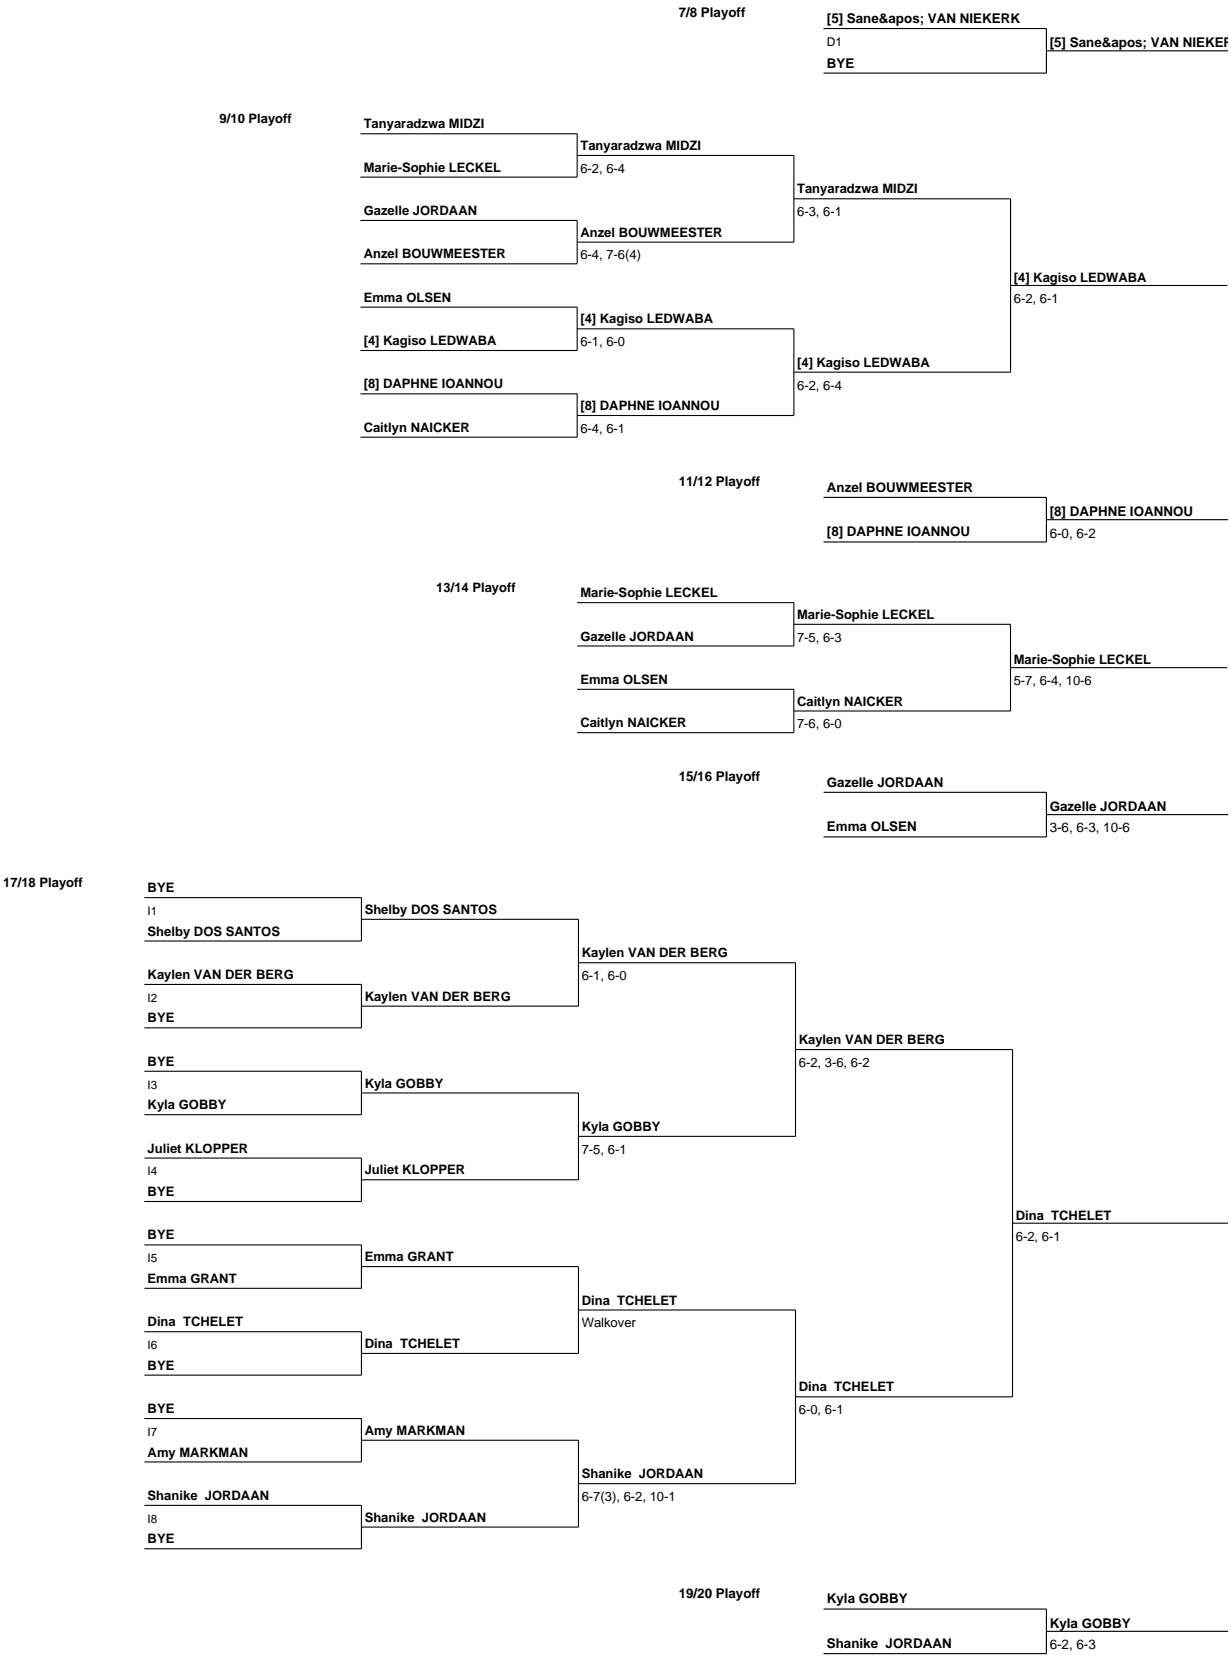 7/8 Playoff
[5] Sane&apos; VAN NIEKERK
D1
[5] Sane&apos; VAN NIEKER
BYE
9/10 Playoff
Tanyaradzwa MIDZI
Tanyaradzwa MIDZI
Marie-Sophie LECKEL
6-2, 6-4
Tanyaradzwa MIDZI
Gazelle JORDAAN
6-3, 6-1
Anzel BOUWMEESTER
Anzel BOUWMEESTER
6-4, 7-6(4)
[4] Kagiso LEDWABA
Emma OLSEN
6-2, 6-1
[4] Kagiso LEDWABA
[4] Kagiso LEDWABA
6-1, 6-0
[4] Kagiso LEDWABA
[8] DAPHNE IOANNOU
6-2, 6-4
[8] DAPHNE IOANNOU
Caitlyn NAICKER
6-4, 6-1
11/12 Playoff
Anzel BOUWMEESTER
[8] DAPHNE IOANNOU
[8] DAPHNE IOANNOU
6-0, 6-2
13/14 Playoff
Marie-Sophie LECKEL
Marie-Sophie LECKEL
Gazelle JORDAAN
7-5, 6-3
Marie-Sophie LECKEL
Emma OLSEN
5-7, 6-4, 10-6
Caitlyn NAICKER
Caitlyn NAICKER
7-6, 6-0
15/16 Playoff
Gazelle JORDAAN
Gazelle JORDAAN
Emma OLSEN
3-6, 6-3, 10-6
17/18 Playoff
BYE
I1
Shelby DOS SANTOS
Shelby DOS SANTOS
Kaylen VAN DER BERG
Kaylen VAN DER BERG
6-1, 6-0
I2
Kaylen VAN DER BERG
BYE
Kaylen VAN DER BERG
BYE
6-2, 3-6, 6-2
I3
Kyla GOBBY
Kyla GOBBY
Kyla GOBBY
Juliet KLOPPER
7-5, 6-1
I4
Juliet KLOPPER
BYE
Dina TCHELET
BYE
6-2, 6-1
I5
Emma GRANT
Emma GRANT
Dina TCHELET
Dina TCHELET
Walkover
I6
Dina TCHELET
BYE
Dina TCHELET
BYE
6-0, 6-1
I7
Amy MARKMAN
Amy MARKMAN
Shanike JORDAAN
Shanike JORDAAN
6-7(3), 6-2, 10-1
I8
Shanike JORDAAN
BYE
19/20 Playoff
Kyla GOBBY
Kyla GOBBY
Shanike JORDAAN
6-2, 6-3